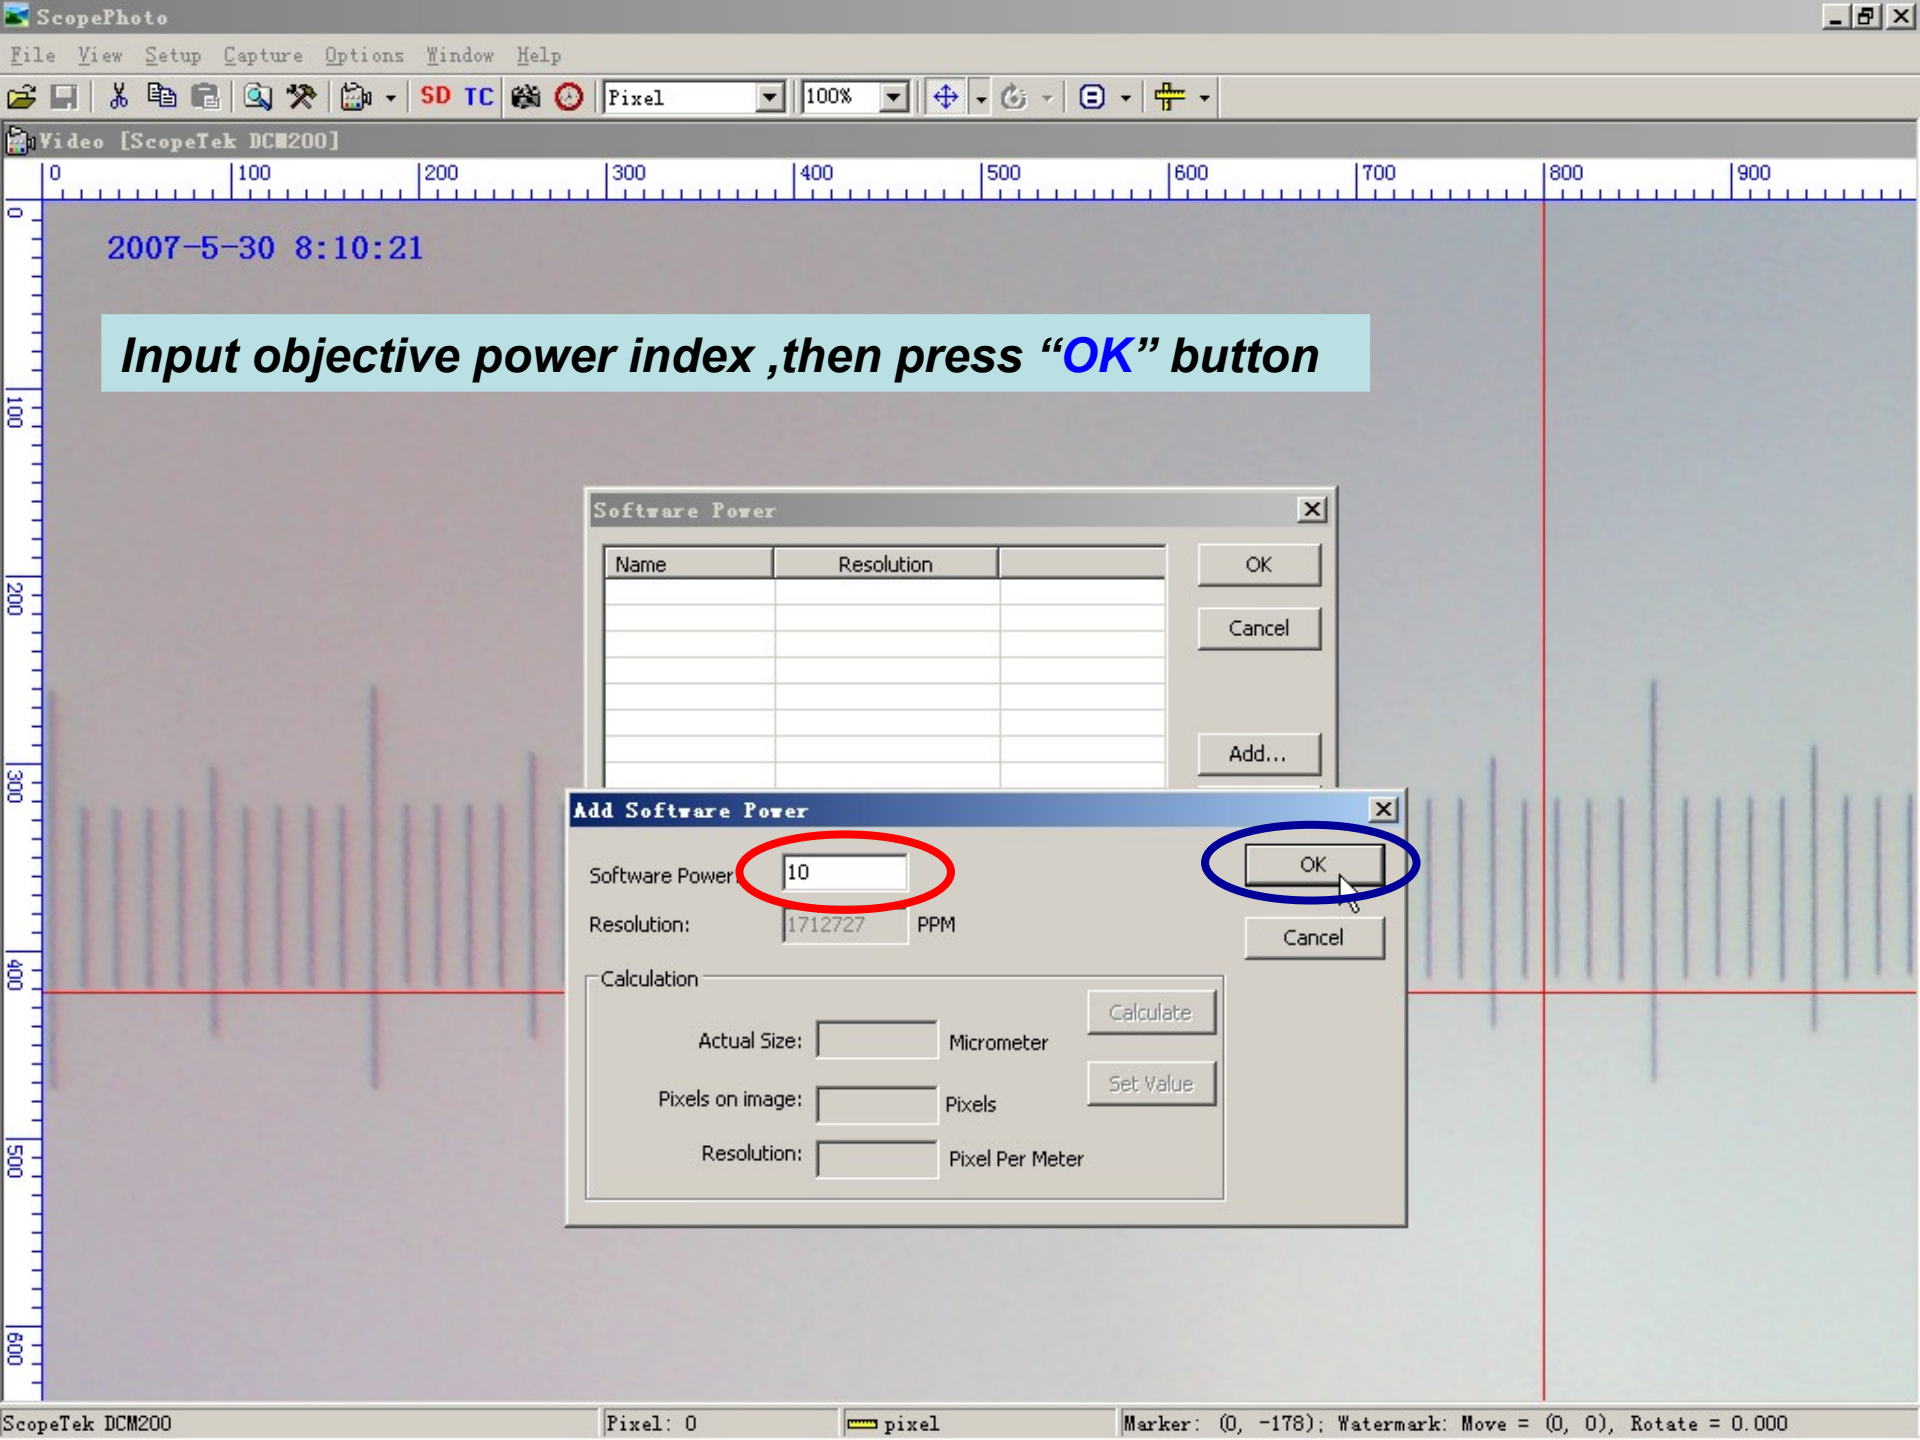 ScopePhoto
File View Setup Capture Options Window Help
SD TC Pixel 100%
Video [ScopeTek DCM200]
0 100 200 300 400 500 600 700 800 900
0
2007-5-30 8:10:21
Input objective power index ,then press “OK” button
100
Software Power
Name Resolution OK
200
Cancel
Add...
300
Add Software Power
Software Power: 10 OK
Resolution: 1712727 PPM
Cancel
400
Calculation
Calculate
Actual Size: Micrometer
Set Value
Pixels on image: Pixels
500
Resolution: Pixel Per Meter
600
ScopeTek DCM200 Pixel: 0 pixel Marker: (0, -178); Watermark: Move = (0, 0), Rotate = 0.000